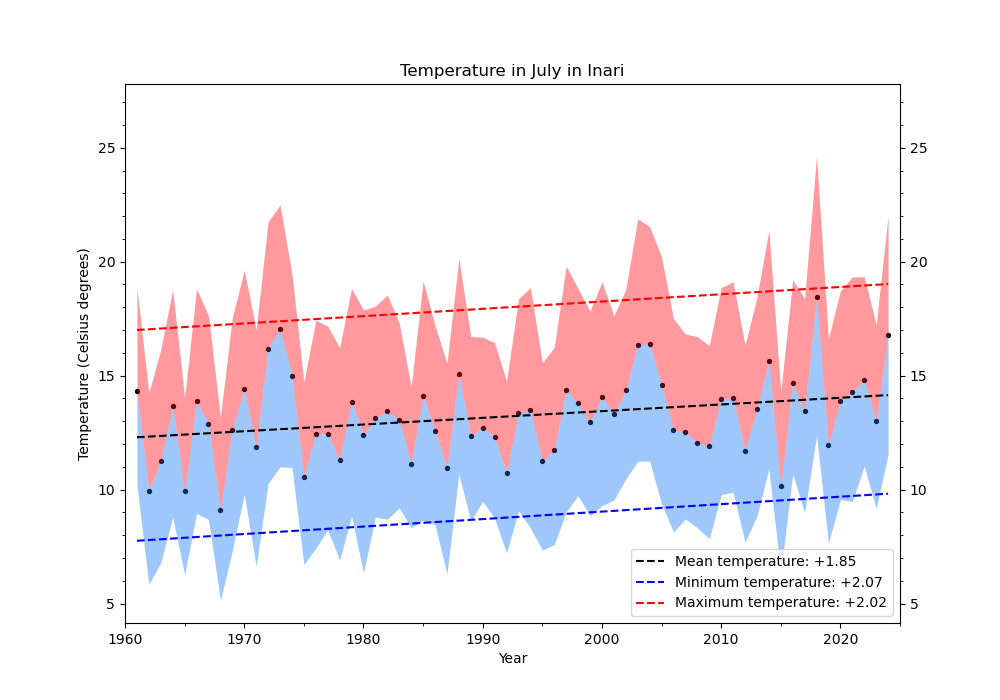 Temperature in July in Inari
Temperature (Celsius degrees)
25
20
15
10
5
25
20
15
10
5
Mean temperature: +1.85
Minimum temperature: +2.07
Maximum temperature: +2.02
1960 1970 1980 1990 2000 2010 2020
Year